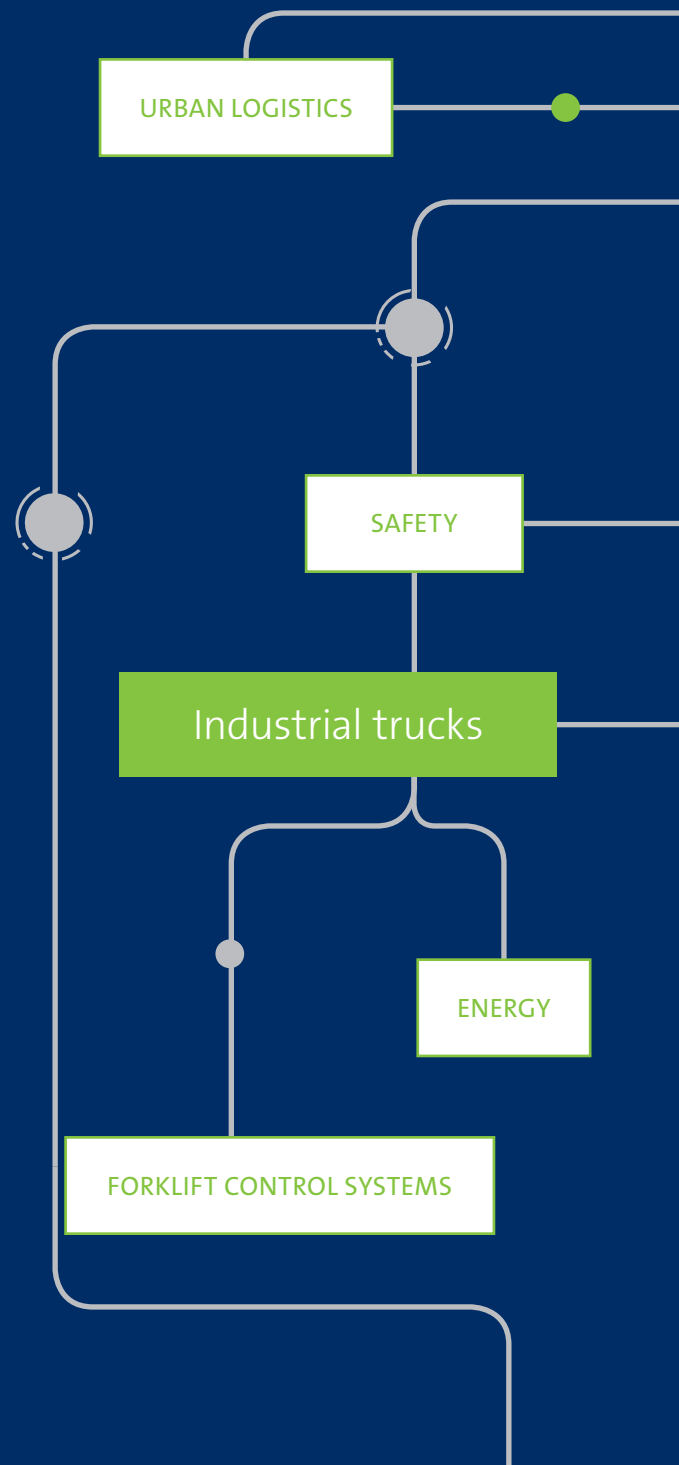 URBAN LOGISTICS
SAFETY
Industrial trucks
ENERGY
FORKLIFT CONTROL SYSTEMS